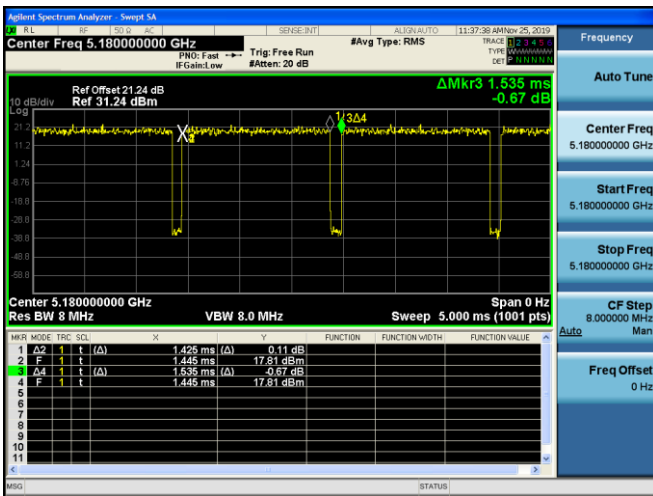 Agilent Spectrum Analyzer - Swept SA
RL RF 50 Ω AC SENSE:INT ALIGN AUTO 11:37:38 AM Nov 25, 2019
Center Freq 5.180000000 GHz #Avg Type: RMS TRACE 1 2 3 4 5 6
PNO: Fast Trig: Free Run TYPE WWWWWW
IFGain:Low #Atten: 20 dB DET P N N N N N
Frequency
Auto Tune
Center Freq
5.180000000 GHz
Start Freq
5.180000000 GHz
Stop Freq
5.180000000 GHz
CF Step
8.000000 MHz
Auto Man
Freq Offset
0 Hz
Ref Offset 21.24 dB ΔMkr3 1.535 ms
10 dB/div Ref 31.24 dBm -0.67 dB
Log
21.2
11.2
1.24
-8.76
-18.8
-28.8
-38.8
-48.8
-58.8
1 3Δ4
X
Center 5.180000000 GHz Span 0 Hz
Res BW 8 MHz VBW 8.0 MHz Sweep 5.000 ms (1001 pts)
MKR MODE TRC SCL X Y FUNCTION FUNCTION WIDTH FUNCTION VALUE
1 Δ2 1 t (Δ) 1.425 ms (Δ) 0.11 dB
2 F 1 t 1.445 ms 17.81 dBm
3 Δ4 1 t (Δ) 1.535 ms (Δ) -0.67 dB
4 F 1 t 1.445 ms 17.81 dBm
5
6
7
8
9
10
11
MSG STATUS